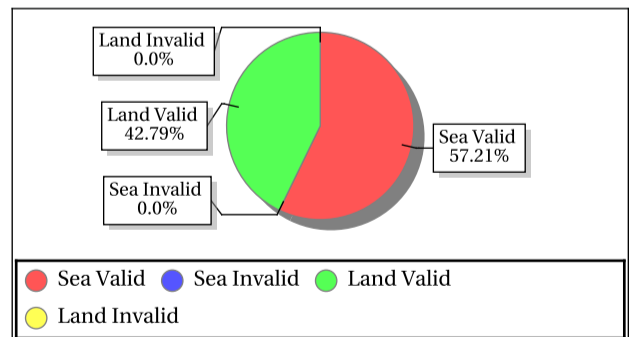 Land Invalid
0.0%
Land Valid
42.79%
Sea Valid
57.21%
Sea Invalid
0.0%
Sea Valid Sea Invalid Land Valid
Land Invalid